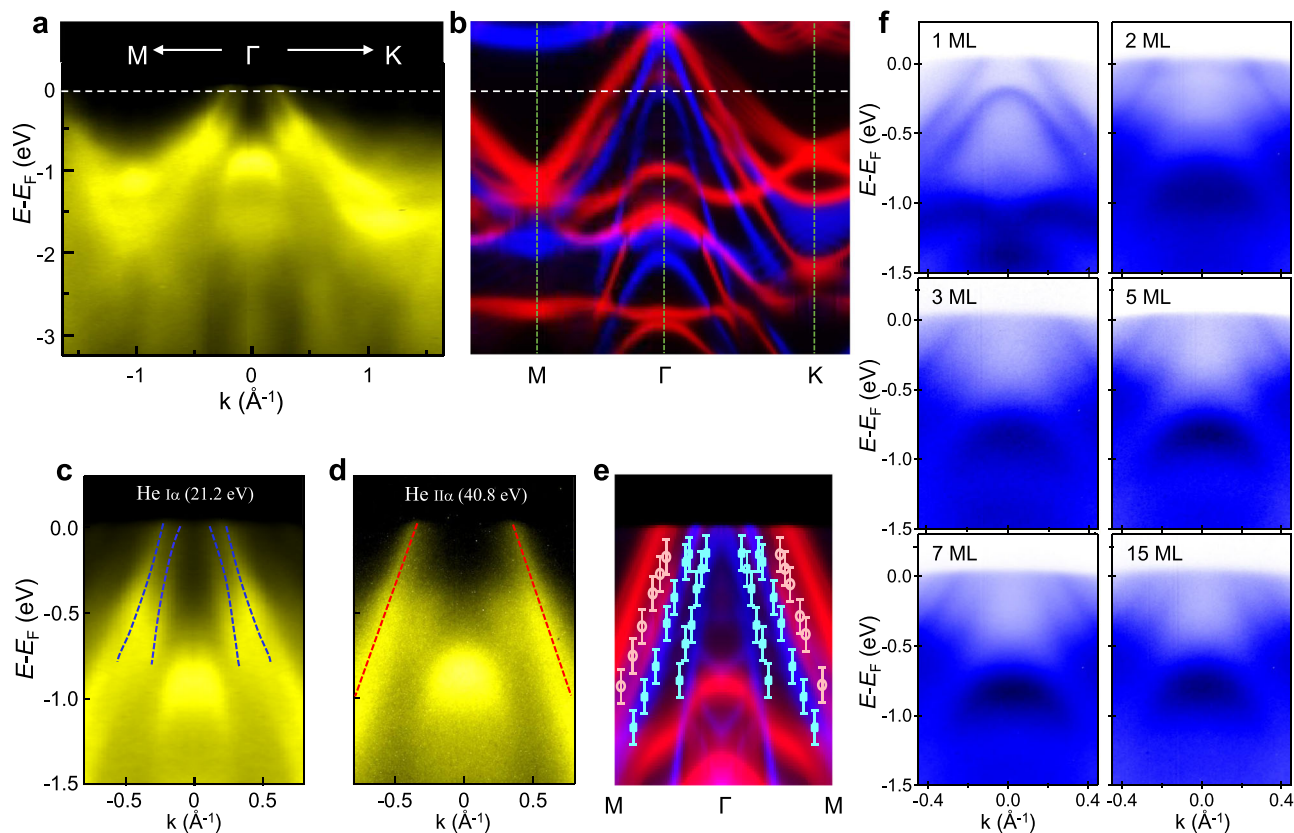 a
M Γ K
E-E_F (eV)
0
-1
-2
-3
-1 0 1
k (Å⁻¹)
b
M Γ K
c
He Iα (21.2 eV)
E-E_F (eV)
0.0
-0.5
-1.0
-1.5
-0.5 0 0.5
k (Å⁻¹)
d
He IIα (40.8 eV)
-0.5 0 0.5
k (Å⁻¹)
e
M Γ M
f
1 ML 2 ML
E-E_F (eV)
0.0
-0.5
-1.0
-1.5
3 ML 5 ML
E-E_F (eV)
0.0
-0.5
-1.0
-1.5
7 ML 15 ML
E-E_F (eV)
0.0
-0.5
-1.0
-1.5
0.0 0.4 -0.4 0.0 0.4
k (Å⁻¹) k (Å⁻¹)